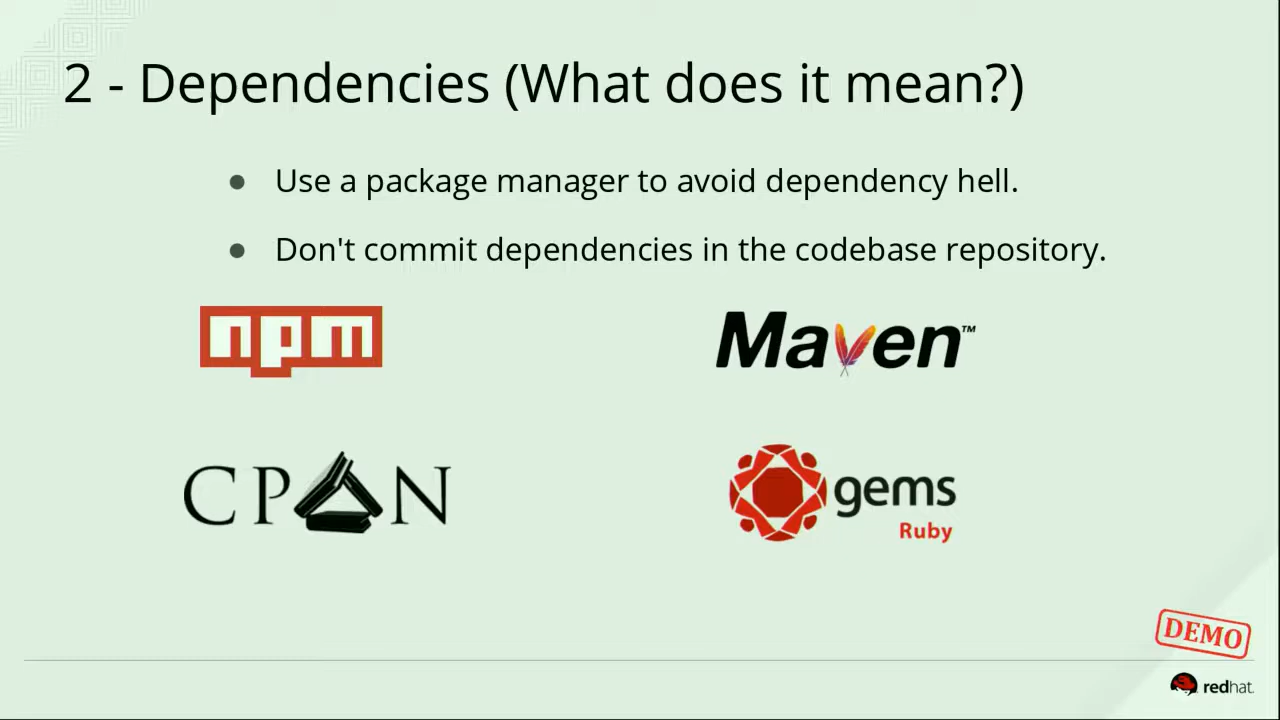 2 - Dependencies (What does it mean?)
● Use a package manager to avoid dependency hell.
● Don't commit dependencies in the codebase repository.
npm
Maven™
CPAN
gems
Ruby
DEMO
redhat.